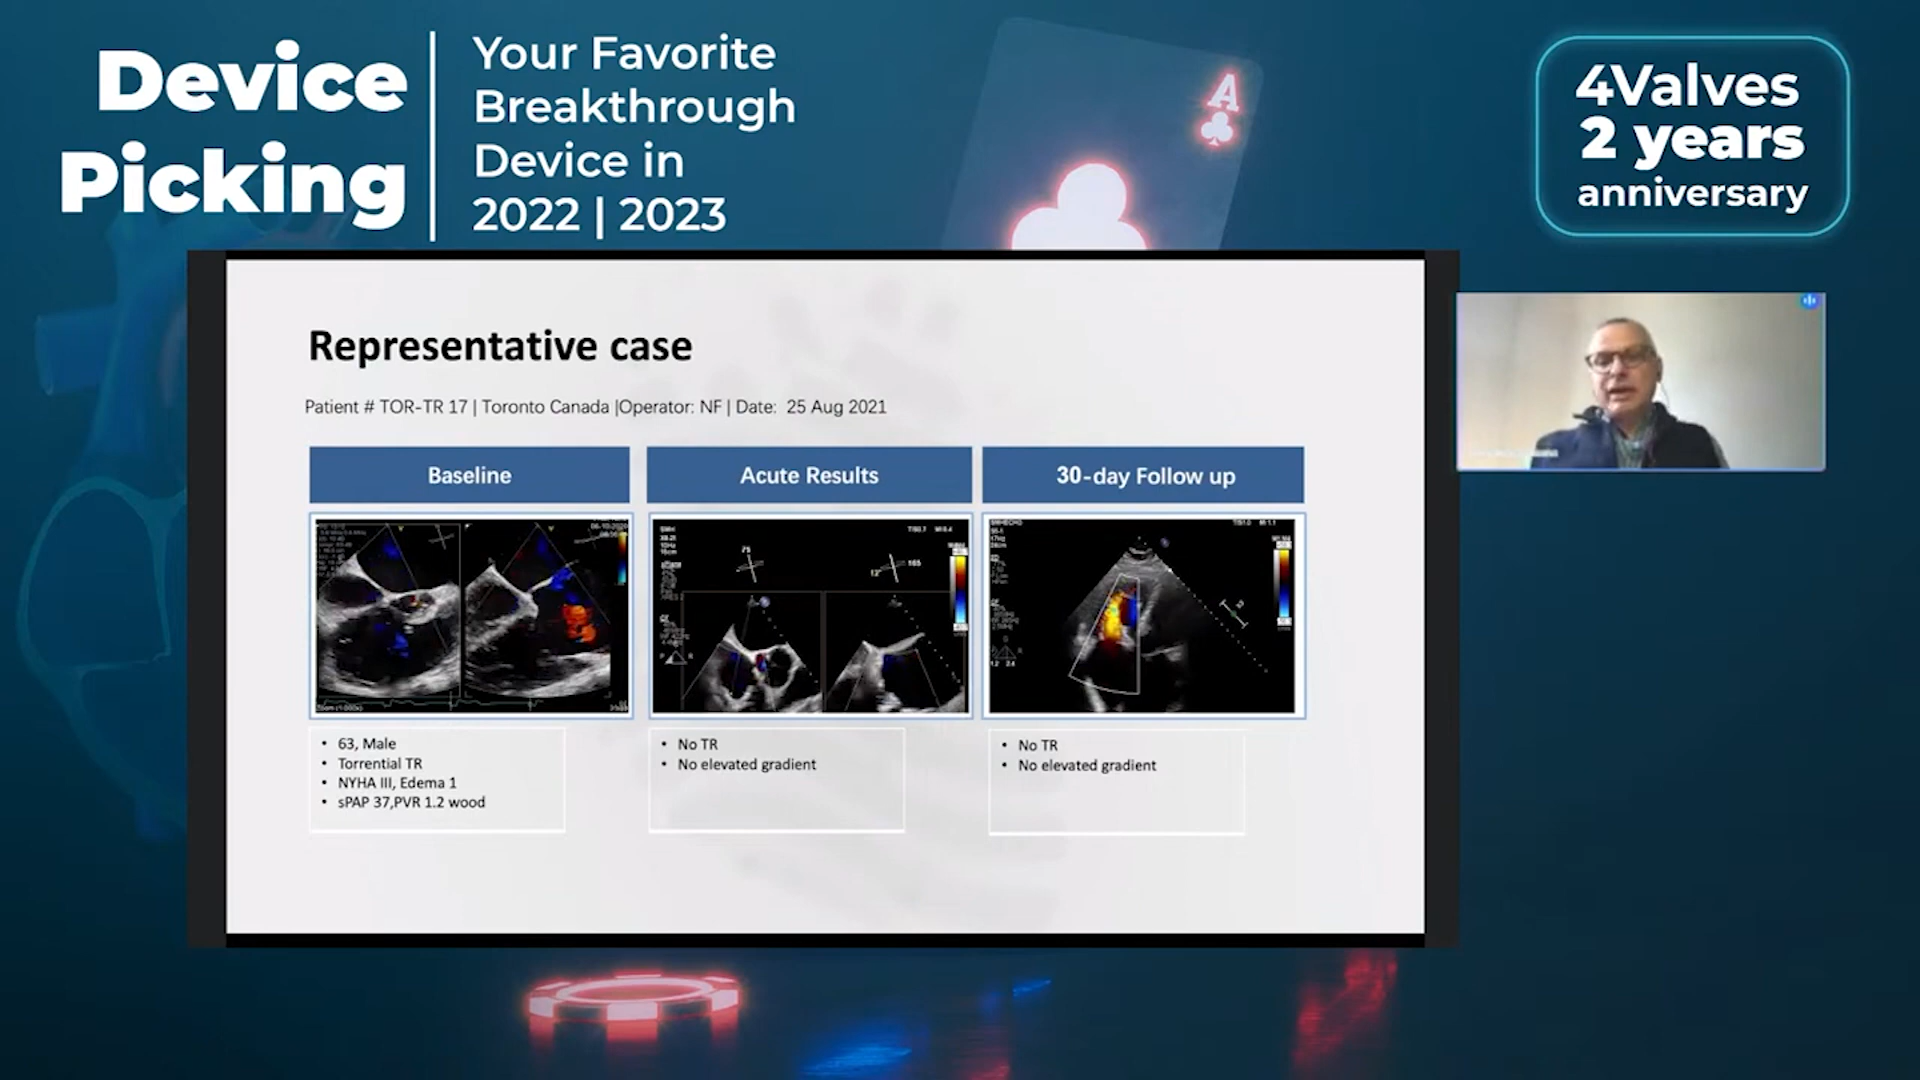 Device
Picking
Your Favorite
Breakthrough
Device in
2022 | 2023
A
4Valves
2 years
anniversary
Representative case
Patient # TOR-TR 17 | Toronto Canada |Operator: NF | Date: 25 Aug 2021
Baseline
Acute Results
30-day Follow up
75
12
165
• 63, Male
• Torrential TR
• NYHA III, Edema 1
• sPAP 37,PVR 1.2 wood
• No TR
• No elevated gradient
• No TR
• No elevated gradient